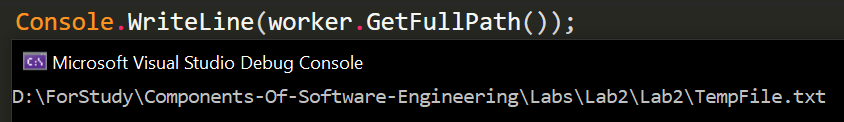 Console.WriteLine(worker.GetFullPath());
Microsoft Visual Studio Debug Console
D:\ForStudy\Components-Of-Software-Engineering\Labs\Lab2\Lab2\TempFile.txt